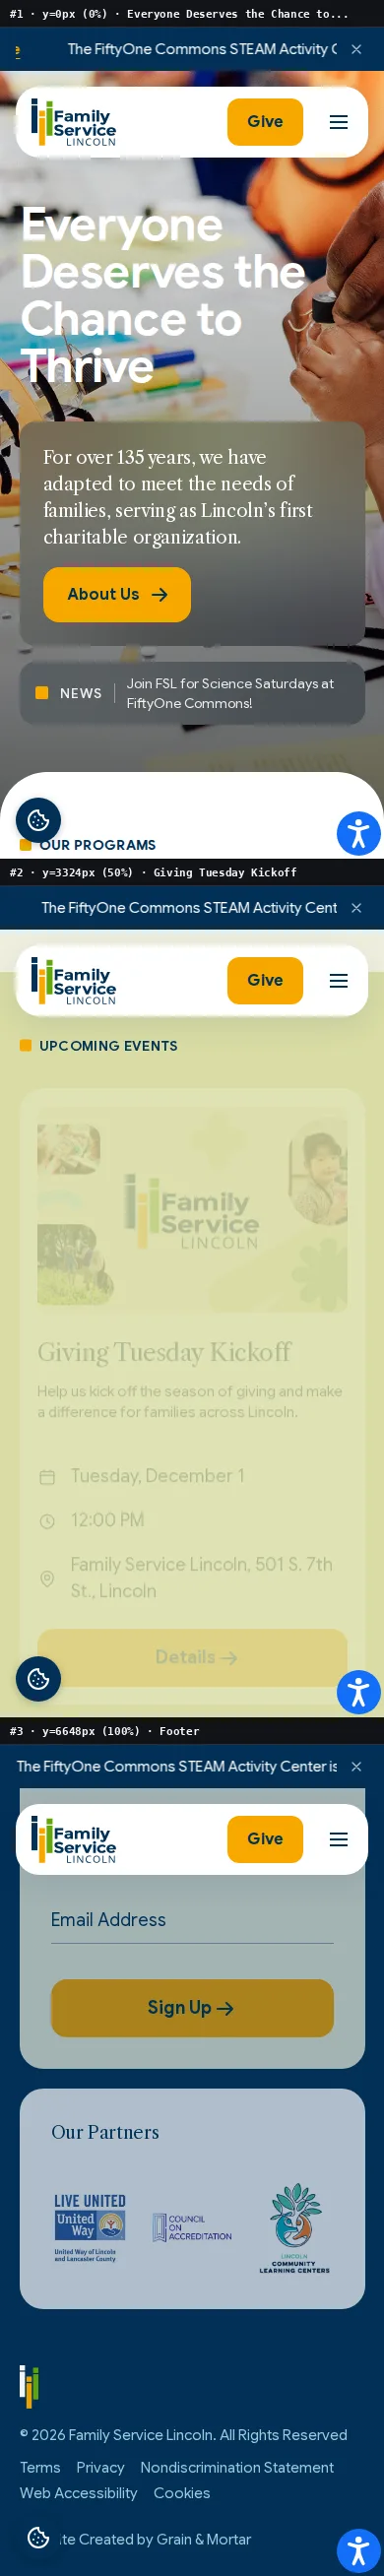 #1 · y=0px (0%) · Everyone Deserves the Chance to...
The FiftyOne Commons STEAM Activity
Family
Service
LINCOLN
Give
Everyone
Deserves the
Chance to
Thrive
For over 135 years, we have
adapted to meet the needs of
families, serving as Lincoln's first
charitable organization.
About Us →
NEWS
Join FSL for Science Saturdays at
FiftyOne Commons!
OUR PROGRAMS
#2 · y=3324px (50%) · Giving Tuesday Kickoff
The FiftyOne Commons STEAM Activity Cent
Family
Service
LINCOLN
Give
UPCOMING EVENTS
Family
Service
LINCOLN
Giving Tuesday Kickoff
Help us kick off the season of giving and make
a difference for families across Lincoln.
Tuesday, December 1
12:00 PM
Family Service Lincoln, 501 S. 7th
St., Lincoln
Details →
#3 · y=6648px (100%) · Footer
The FiftyOne Commons STEAM Activity Center is
Family
Service
LINCOLN
Give
Email Address
Sign Up →
Our Partners
LIVE UNITED
United
Way
United Way of Lincoln
and Lancaster County
COUNCIL
ON
ACCREDITATION
LINCOLN
COMMUNITY
LEARNING CENTERS
© 2026 Family Service Lincoln. All Rights Reserved
Terms Privacy Nondiscrimination Statement
Web Accessibility Cookies
te Created by Grain & Mortar